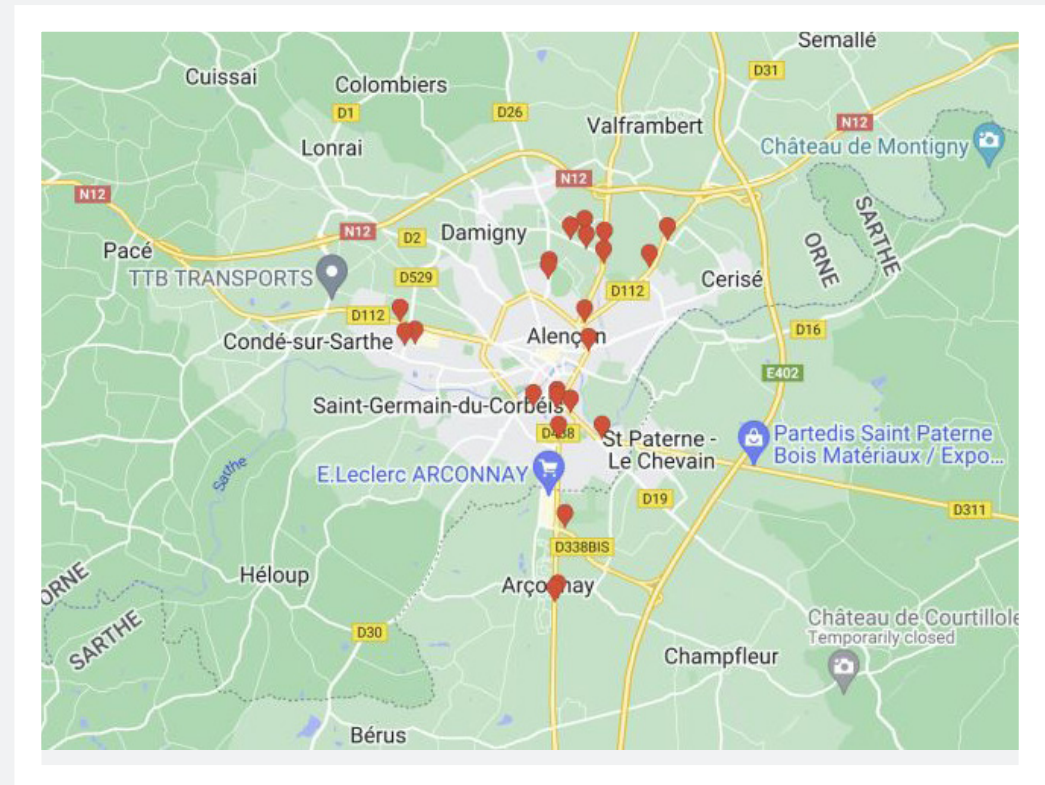 Semallé
Cuissai
Colombiers
D31
D1
D26
Valframbert
N12
Lonrai
Château de Montigny
N12
N12
SARTHE
ORNE
N12
D2
Damigny
Pacé
TTB TRANSPORTS
D529
Cerisé
D112
D112
D16
Condé-sur-Sarthe
Alençon
E402
Saint-Germain-du-Corbéis
D438
St Paterne -
Le Chevain
Partedis Saint Paterne
Bois Matériaux / Expo...
Sarthe
E.Leclerc ARCONNAY
D19
D311
D338BIS
ORNE
SARTHE
Héloup
Arçonnay
D30
Château de Courtillole
Temporarily closed
Champfleur
Bérus